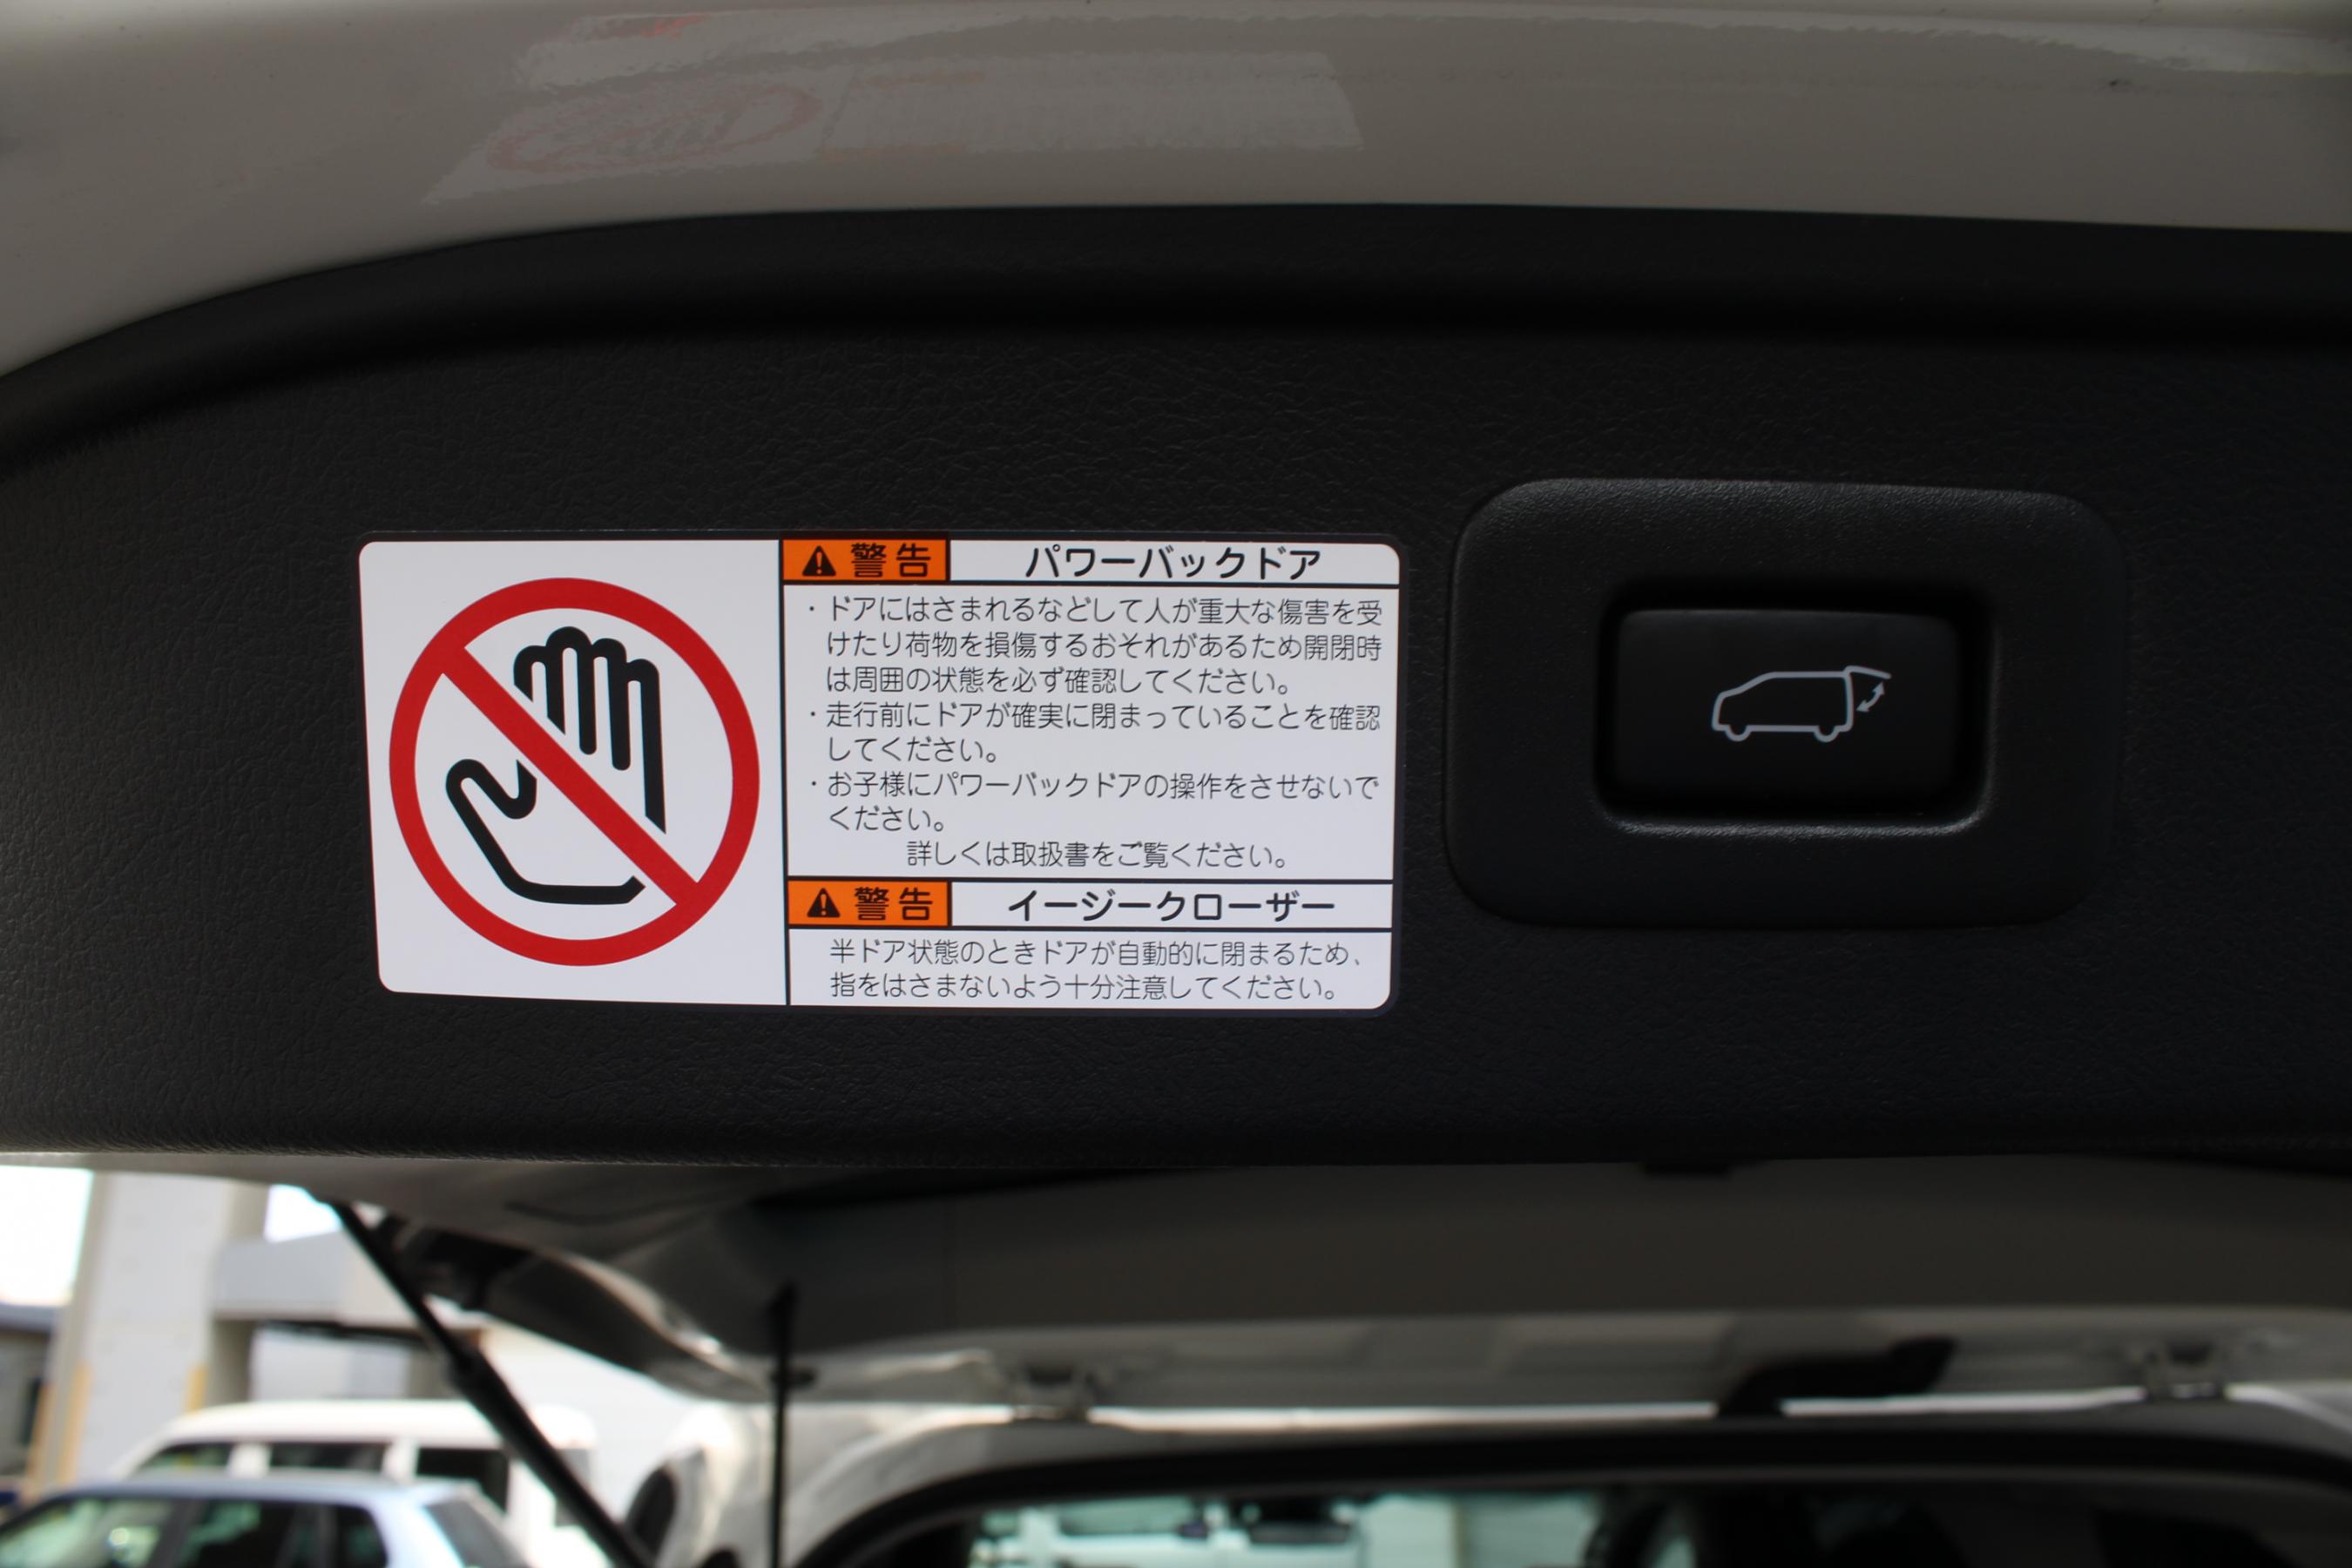 警告 パワーバックドア
・ドアにはさまれるなどして人が重大な傷害を受
けたり荷物を損傷するおそれがあるため開閉時
は周囲の状態を必ず確認してください。
・走行前にドアが確実に閉まっていることを確認
してください。
・お子様にパワーバックドアの操作をさせないで
ください。
詳しくは取扱書をご覧ください。
警告 イージークローザー
半ドア状態のときドアが自動的に閉まるため、
指をはさまないよう十分注意してください。